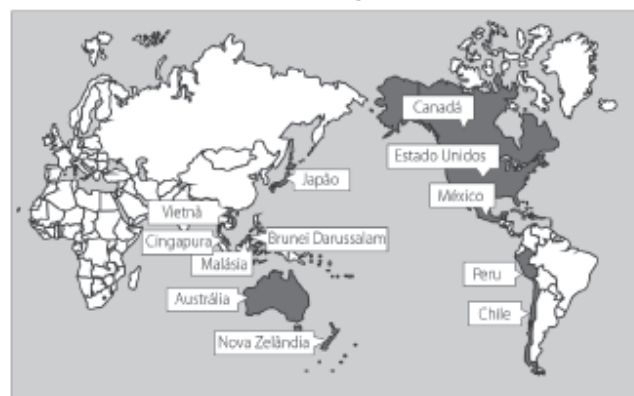 Canadá
Estado Unidos
Japão
México
Vietnã
Cingapura
Brunei Darussalam
Malásia
Peru
Austrália
Chile
Nova Zelândia